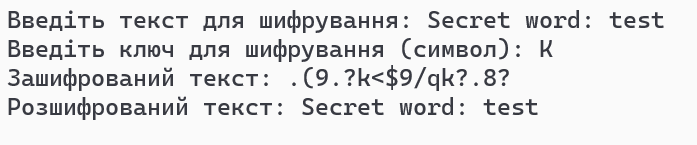 Введіть текст для шифрування: Secret word: test
Введіть ключ для шифрування (символ): K
Зашифрований текст: .(9.?k<$9/qk?.8?
Розшифрований текст: Secret word: test